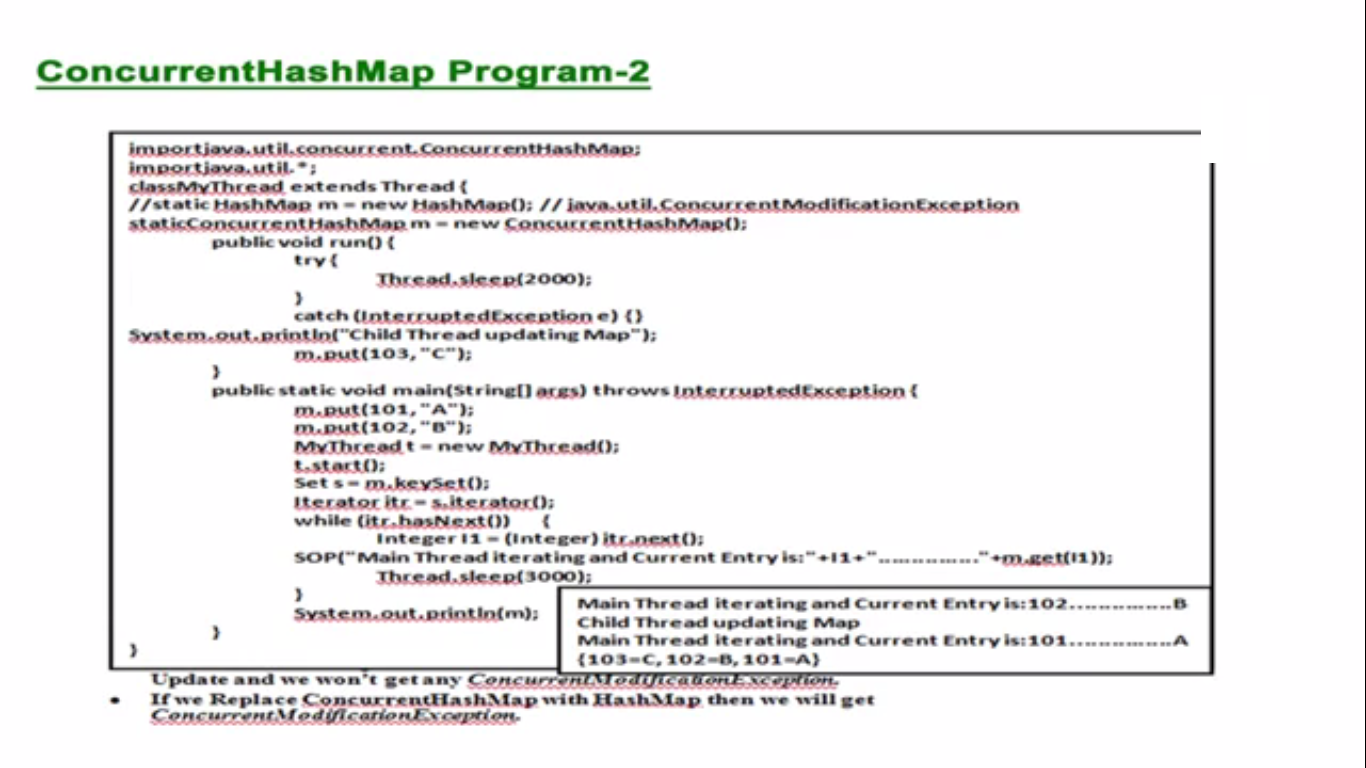 ConcurrentHashMap Program-2
importjava.util.concurrent.ConcurrentHashMap;
importjava.util.*;
classMyThread extends Thread {
//static HashMap m = new HashMap(); // java.util.ConcurrentModificationException
staticConcurrentHashMap m = new ConcurrentHashMap();
public void run() {
try {
Thread.sleep(2000);
}
catch (InterruptedException e) {}
System.out.println("Child Thread updating Map");
m.put(103, "C");
}
public static void main(String[] args) throws InterruptedException {
m.put(101, "A");
m.put(102, "B");
MyThread t = new MyThread();
t.start();
Set s = m.keySet();
Iterator itr = s.iterator();
while (itr.hasNext()) {
Integer I1 = (Integer) itr.next();
SOP("Main Thread iterating and Current Entry is:"+I1+"................"+m.get(I1));
Thread.sleep(3000);
}
System.out.println(m);
}
}
Main Thread iterating and Current Entry is:102................B
Child Thread updating Map
Main Thread iterating and Current Entry is:101................A
{103=C, 102=B, 101=A}
Update and we won't get any ConcurrentModificationException.
• If we Replace ConcurrentHashMap with HashMap then we will get
ConcurrentModificationException.